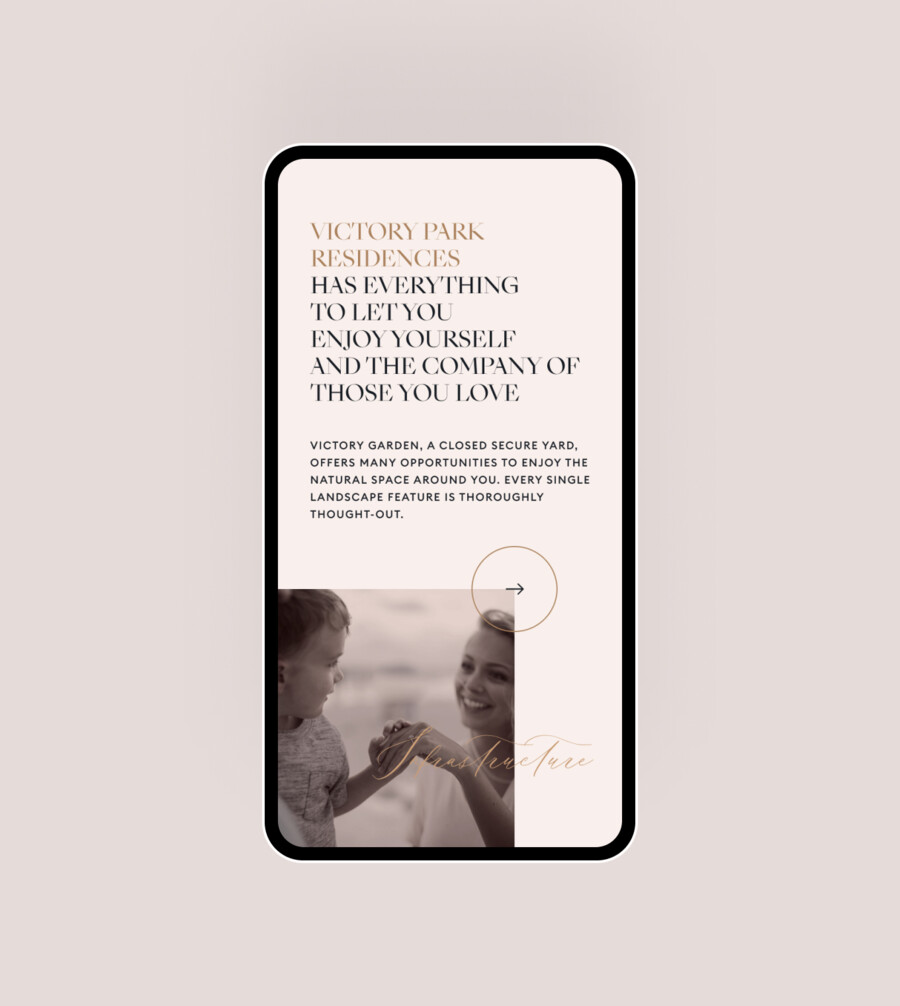 VICTORY PARK
RESIDENCES
HAS EVERYTHING
TO LET YOU
ENJOY YOURSELF
AND THE COMPANY OF
THOSE YOU LOVE
VICTORY GARDEN, A CLOSED SECURE YARD,
OFFERS MANY OPPORTUNITIES TO ENJOY THE
NATURAL SPACE AROUND YOU. EVERY SINGLE
LANDSCAPE FEATURE IS THOROUGHLY
THOUGHT-OUT.
Infrastructure